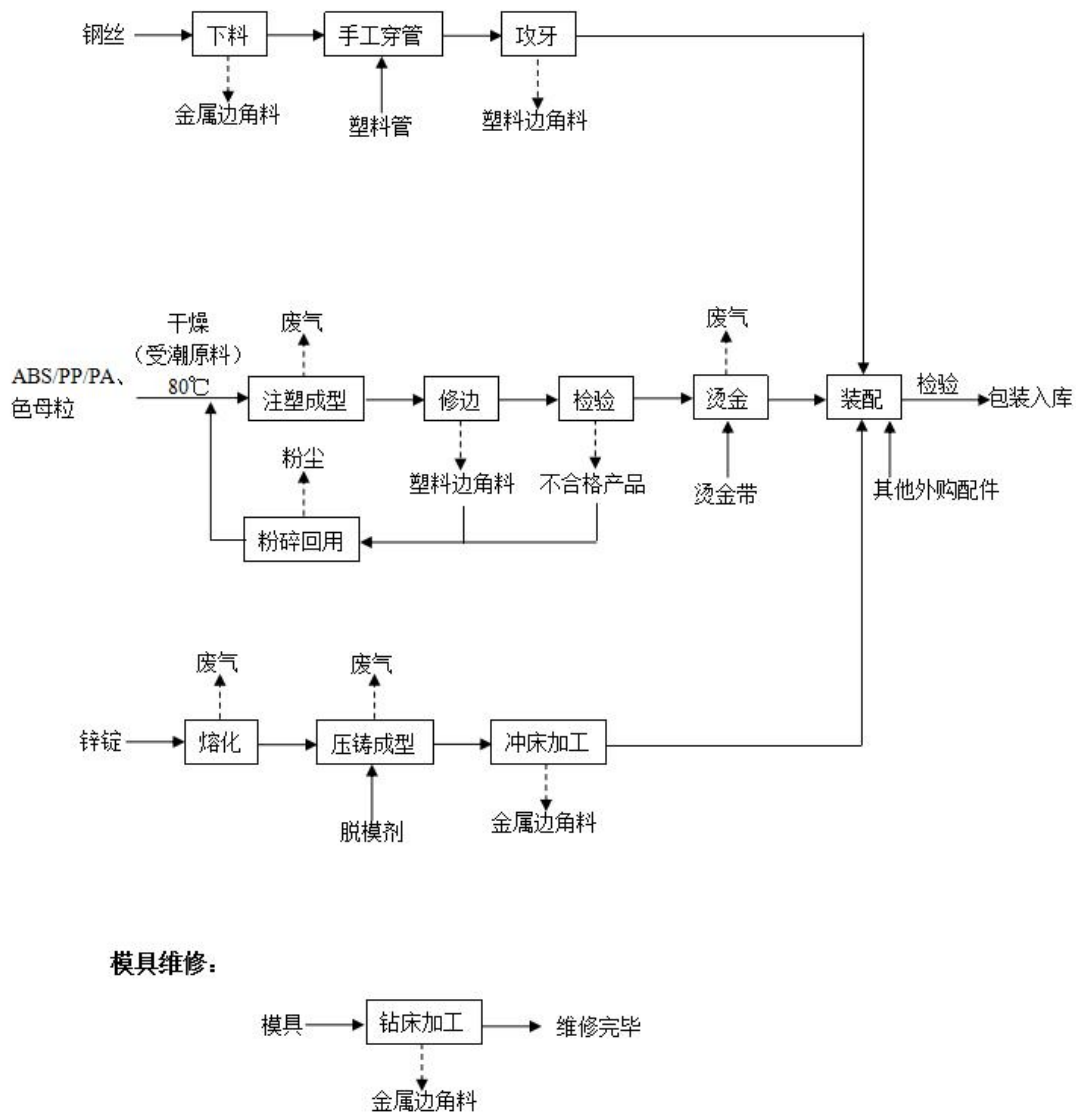 钢丝
下料
手工穿管
攻牙
金属边角料
塑料管
塑料边角料
干燥
（受潮原料）
80℃
废气
废气
ABS/PP/PA、
色母粒
注塑成型
修边
检验
烫金
装配
检验
包装入库
粉尘
塑料边角料
不合格产品
烫金带
其他外购配件
粉碎回用
废气
废气
锌锭
熔化
压铸成型
冲床加工
脱模剂
金属边角料
模具维修：
模具
钻床加工
维修完毕
金属边角料